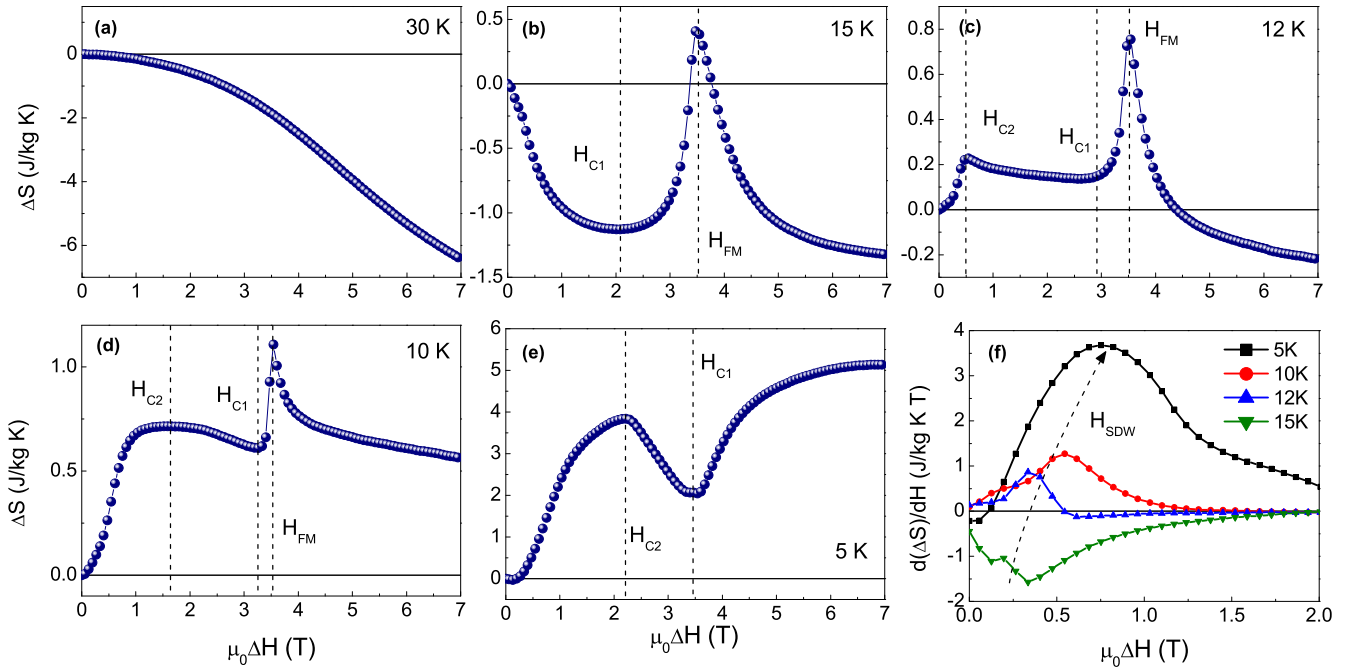 (a) 30 K
0
-2
-4
-6
0 1 2 3 4 5 6 7
ΔS (J/kg K)
(b) 15 K
0.5
0.0
-0.5
-1.0
-1.5
0 1 2 3 4 5 6 7
H_C1
H_FM
(c) 12 K
0.8
0.6
0.4
0.2
0.0
-0.2
0 1 2 3 4 5 6 7
H_FM
H_C2
H_C1
(d) 10 K
1.0
0.5
0.0
0 1 2 3 4 5 6 7
ΔS (J/kg K)
H_C2 H_C1
H_FM
μ₀ΔH (T)
(e)
6
5
4
3
2
1
0
0 1 2 3 4 5 6 7
H_C1
H_C2
5 K
μ₀ΔH (T)
(f)
4
3
2
1
0
-1
-2
0.0 0.5 1.0 1.5 2.0
d(ΔS)/dH (J/kg K T)
5K
10K
12K
15K
H_SDW
μ₀ΔH (T)